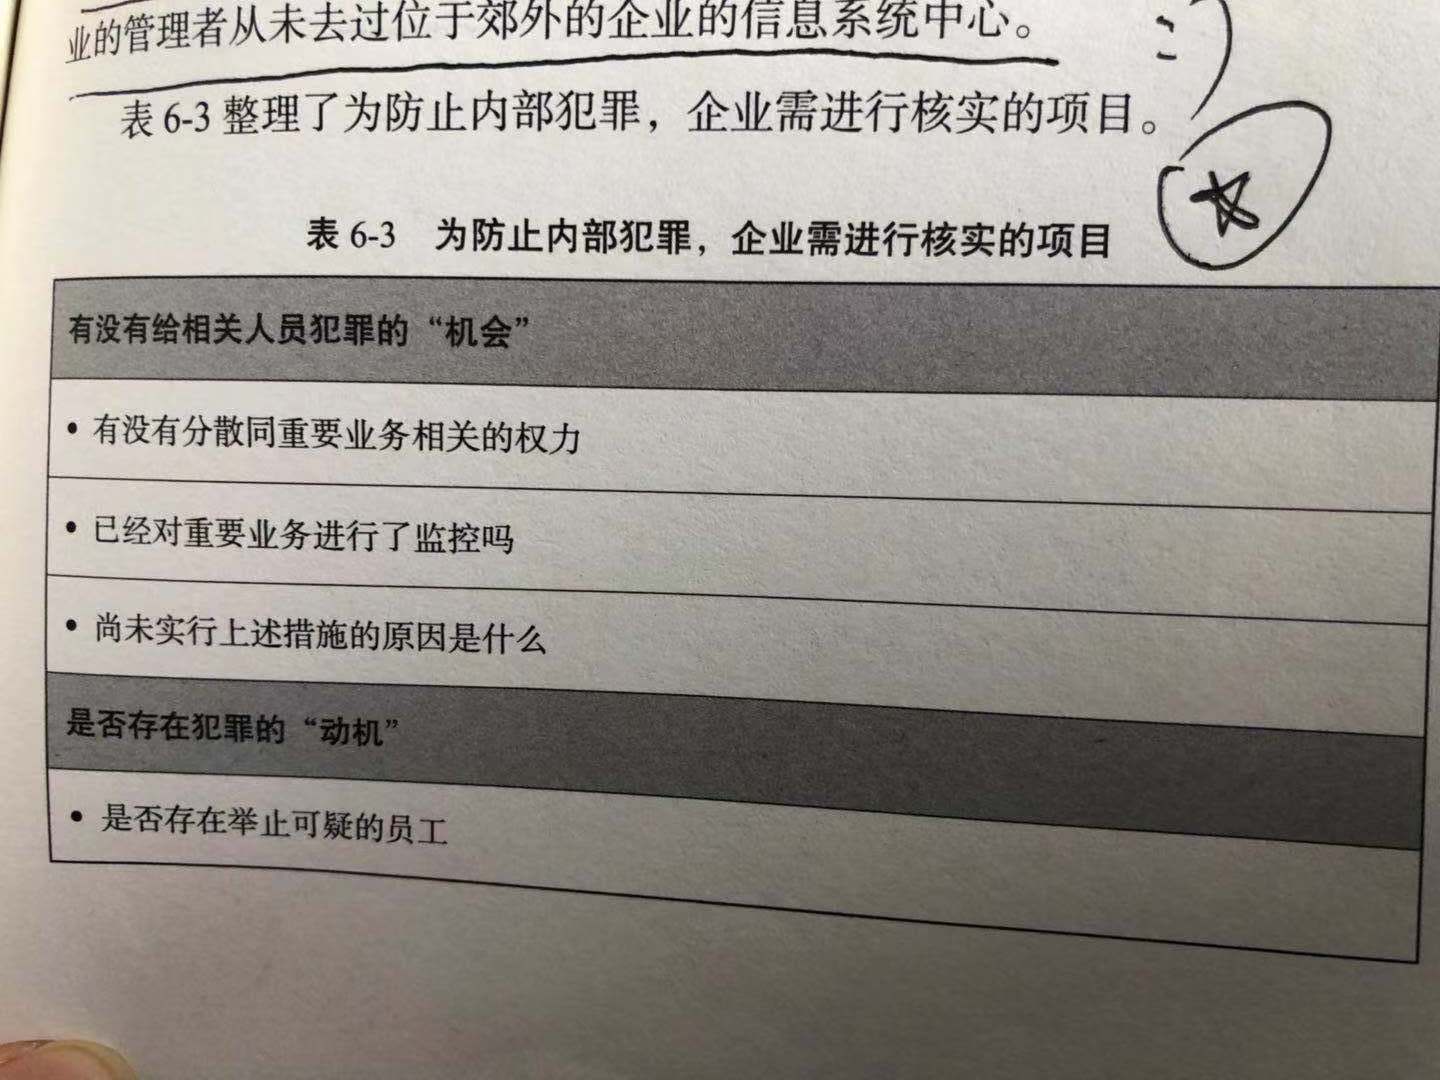 业的管理者从未去过位于郊外的企业的信息系统中心。
表 6-3 整理了为防止内部犯罪，企业需进行核实的项目。
表 6-3 为防止内部犯罪，企业需进行核实的项目
有没有给相关人员犯罪的“机会”
• 有没有分散同重要业务相关的权力
• 已经对重要业务进行了监控吗
• 尚未实行上述措施的原因是什么
是否存在犯罪的“动机”
• 是否存在举止可疑的员工